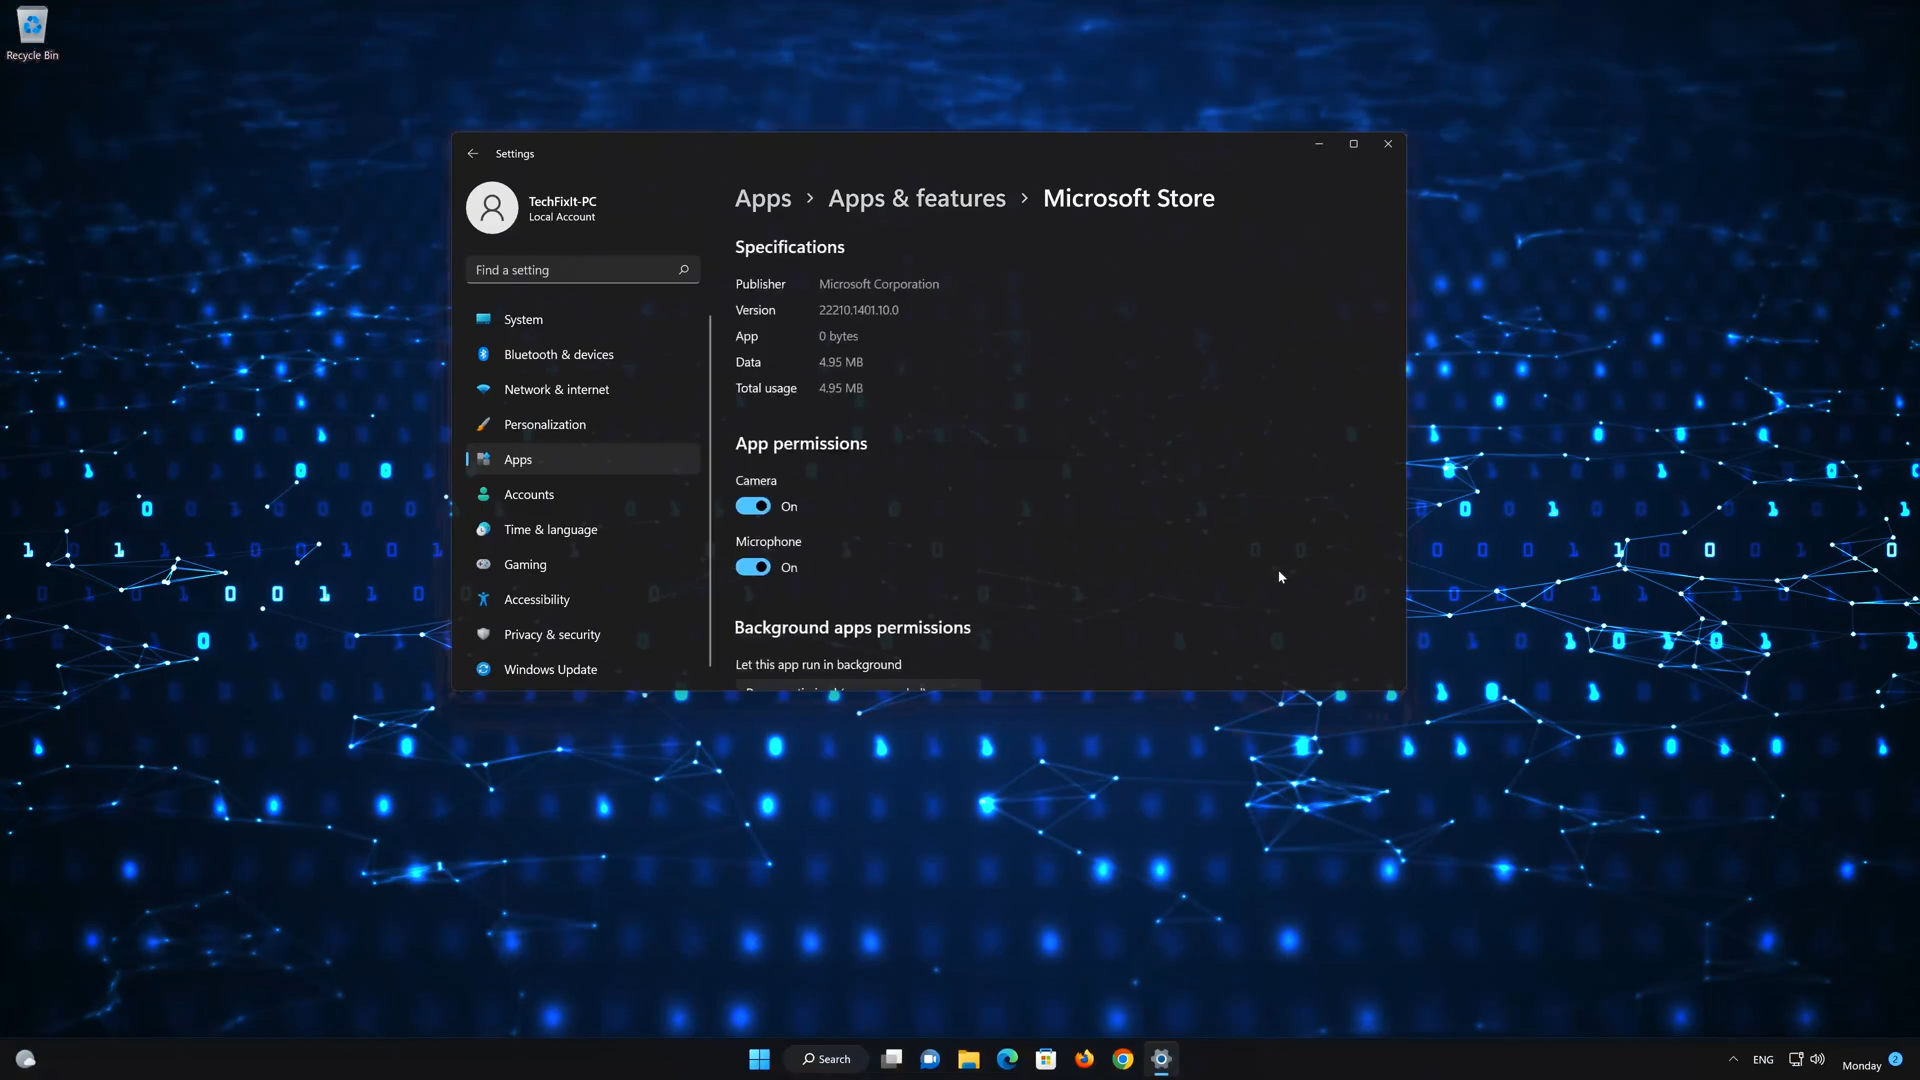 Recycle Bin
Settings
TechFixIt-PC
Local Account
Find a setting
System
Bluetooth & devices
Network & internet
Personalization
Apps
Accounts
Time & language
Gaming
Accessibility
Privacy & security
Windows Update
Apps > Apps & features > Microsoft Store
Specifications
Publisher Microsoft Corporation
Version 22210.1401.10.0
App 0 bytes
Data 4.95 MB
Total usage 4.95 MB
App permissions
Camera
On
Microphone
On
Background apps permissions
Let this app run in background
Search
ENG
Monday
2